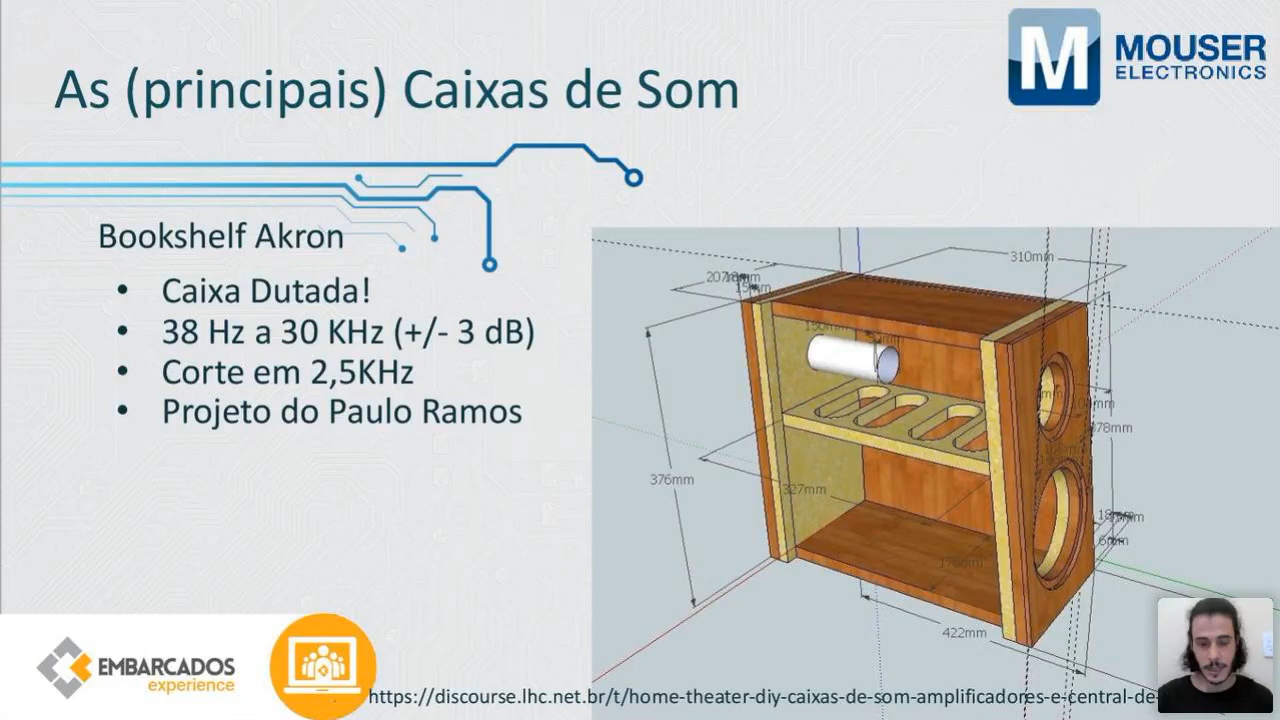 As (principais) Caixas de Som
M MOUSER
ELECTRONICS
Bookshelf Akron
• Caixa Dutada!
• 38 Hz a 30 KHz (+/- 3 dB)
• Corte em 2,5KHz
• Projeto do Paulo Ramos
310mm
150mm
376mm
327mm
422mm
6mm
EMBARCADOS
experience
https://discourse.lhc.net.br/t/home-theater-diy-caixas-de-som-amplificadores-e-central-de-